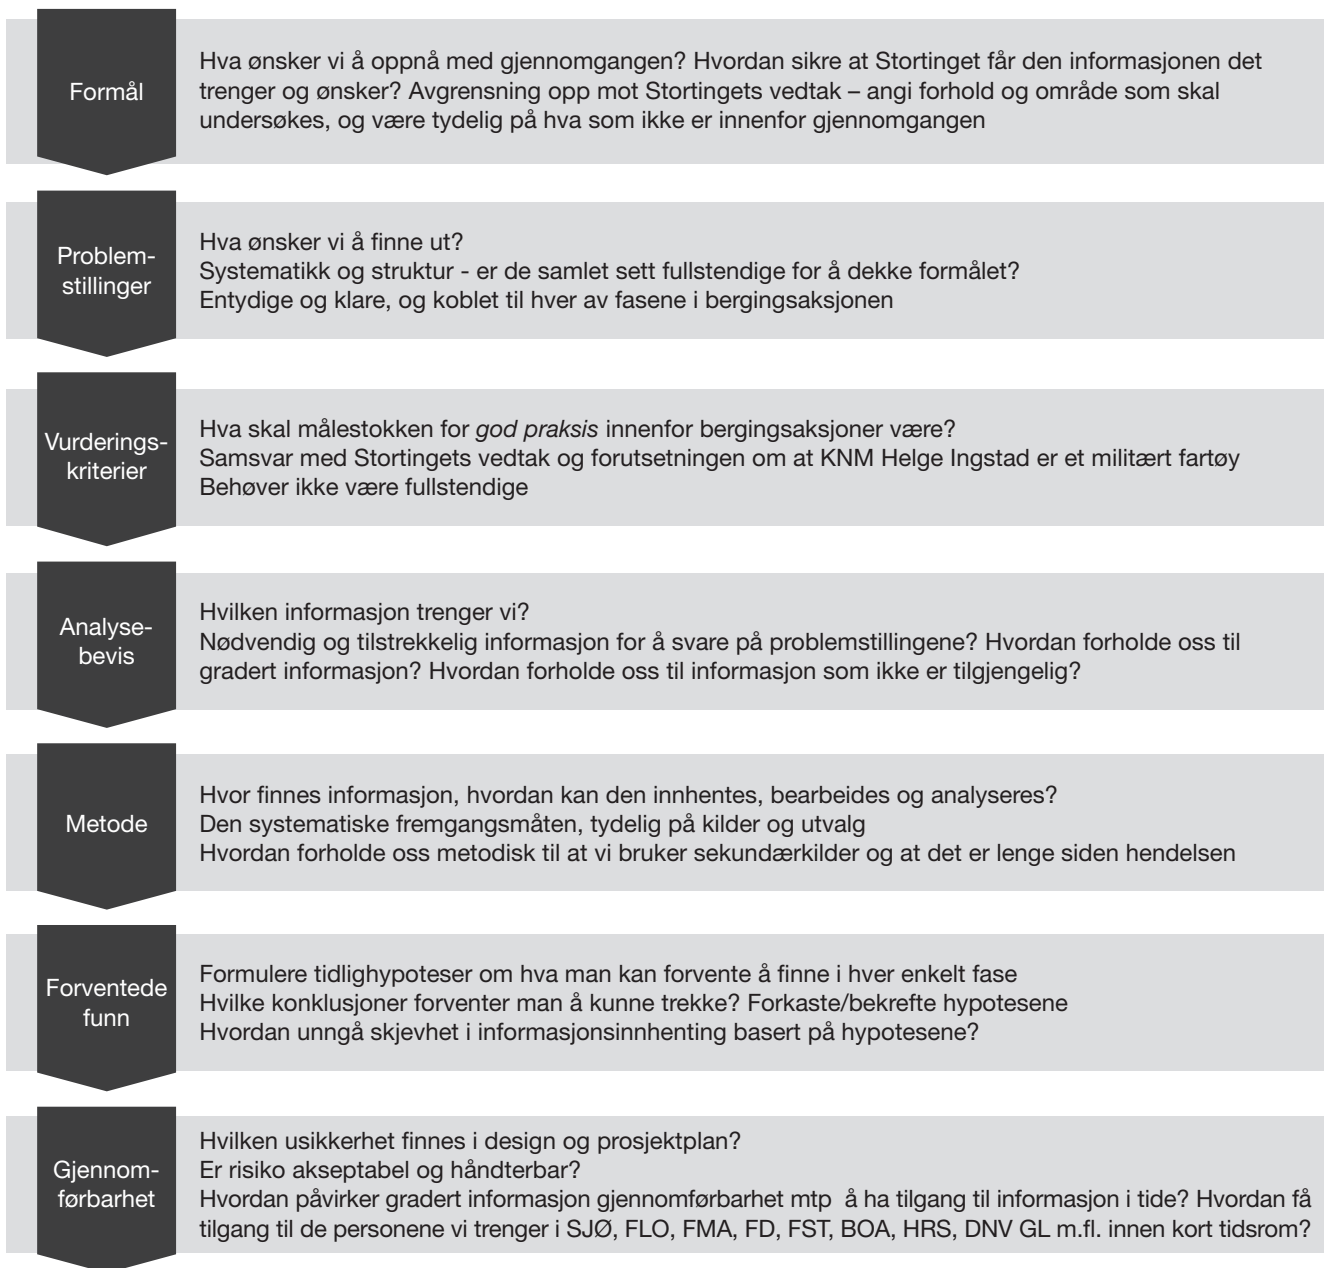 Formål
Hva ønsker vi å oppnå med gjennomgangen? Hvordan sikre at Stortinget får den informasjonen det
trenger og ønsker? Avgrensning opp mot Stortingets vedtak – angi forhold og område som skal
undersøkes, og være tydelig på hva som ikke er innenfor gjennomgangen
Problem-
stillinger
Hva ønsker vi å finne ut?
Systematikk og struktur - er de samlet sett fullstendige for å dekke formålet?
Entydige og klare, og koblet til hver av fasene i bergingsaksjonen
Vurderings-
kriterier
Hva skal målestokken for god praksis innenfor bergingsaksjoner være?
Samsvar med Stortingets vedtak og forutsetningen om at KNM Helge Ingstad er et militært fartøy
Behøver ikke være fullstendige
Analyse-
bevis
Hvilken informasjon trenger vi?
Nødvendig og tilstrekkelig informasjon for å svare på problemstillingene? Hvordan forholde oss til
gradert informasjon? Hvordan forholde oss til informasjon som ikke er tilgjengelig?
Metode
Hvor finnes informasjon, hvordan kan den innhentes, bearbeides og analyseres?
Den systematiske fremgangsmåten, tydelig på kilder og utvalg
Hvordan forholde oss metodisk til at vi bruker sekundærkilder og at det er lenge siden hendelsen
Forventede
funn
Formulere tidlighypoteser om hva man kan forvente å finne i hver enkelt fase
Hvilke konklusjoner forventer man å kunne trekke? Forkaste/bekrefte hypotesene
Hvordan unngå skjevhet i informasjonsinnhenting basert på hypotesene?
Gjennom-
førbarhet
Hvilken usikkerhet finnes i design og prosjektplan?
Er risiko akseptabel og håndterbar?
Hvordan påvirker gradert informasjon gjennomførbarhet mtp å ha tilgang til informasjon i tide? Hvordan få
tilgang til de personene vi trenger i SJØ, FLO, FMA, FD, FST, BOA, HRS, DNV GL m.fl. innen kort tidsrom?